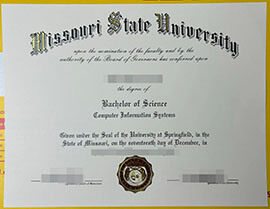 Missouri State University
upon the nomination of the faculty and by the
authority of the Board of Governors has conferred upon
the degree of
Bachelor of Science
Computer Information Systems
Given under the Seal of the University at Springfield, in the
State of Missouri, on the seventeenth day of December, in